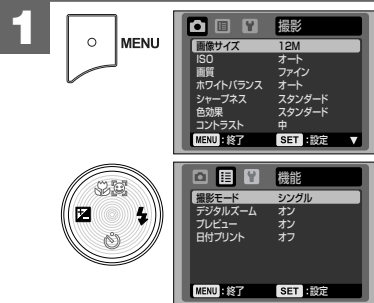 1
MENU
撮影
画像サイズ 12M
ISO オート
画質 ファイン
ホワイトバランス オート
シャープネス スタンダード
色効果 スタンダード
コントラスト 中
MENU :終了 SET :設定
機能
撮影モード シングル
デジタルズーム オン
プレビュー オン
日付プリント オフ
MENU :終了 SET :設定